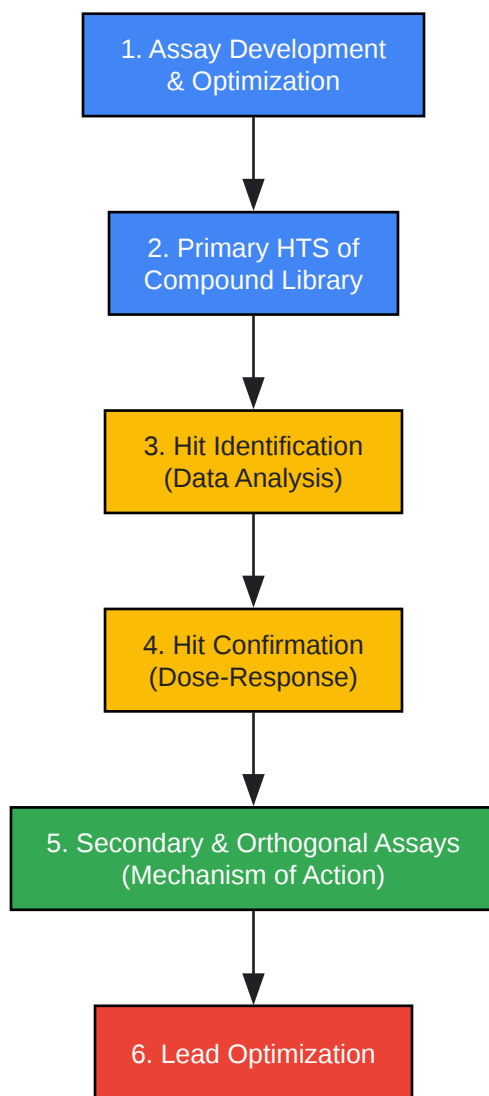 1. Assay Development
& Optimization
2. Primary HTS of
Compound Library
3. Hit Identification
(Data Analysis)
4. Hit Confirmation
(Dose-Response)
5. Secondary & Orthogonal Assays
(Mechanism of Action)
6. Lead Optimization